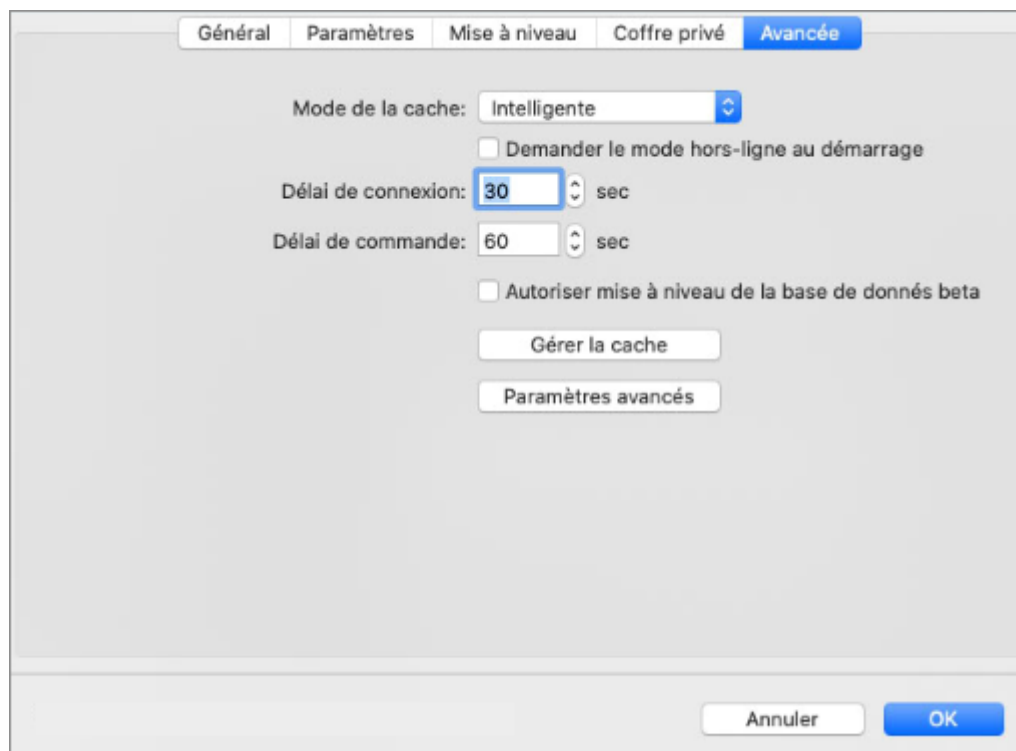 Général Paramètres Mise à niveau Coffre privé Avancée
Mode de la cache: Intelligente
Demander le mode hors-ligne au démarrage
Délai de connexion: 30 sec
Délai de commande: 60 sec
Autoriser mise à niveau de la base de donnés beta
Gérer la cache
Paramètres avancés
Annuler OK